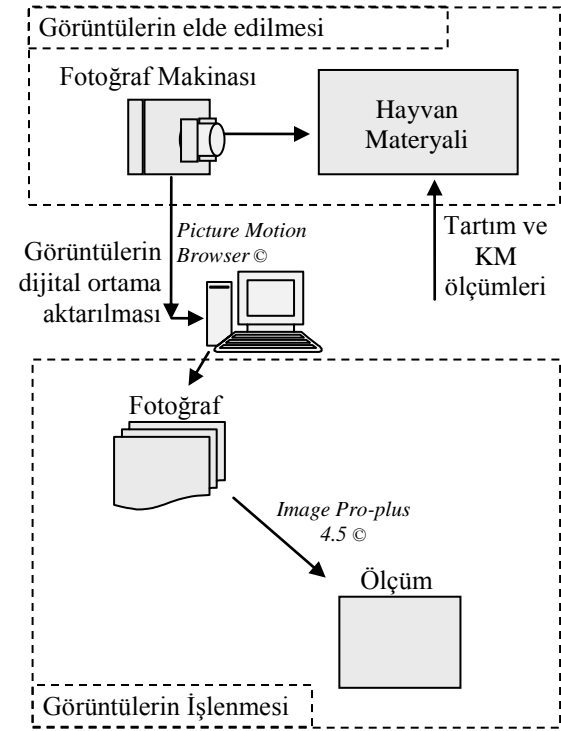 Görüntülerin elde edilmesi
Fotoğraf Makinası
Hayvan
Materyali
Picture Motion
Browser ©
Görüntülerin
dijital ortama
aktarılması
Tartım ve
KM
ölçümleri
Fotoğraf
Image Pro-plus
4.5 ©
Ölçüm
Görüntülerin İşlenmesi